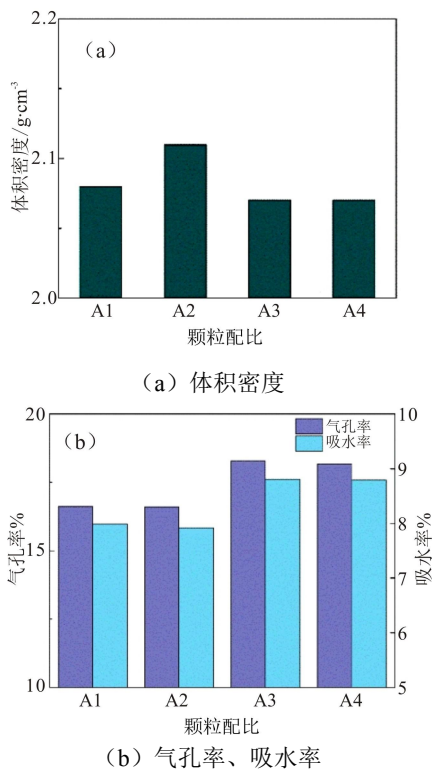 2.2
(a)
2.1
2.0
体积密度/g·cm⁻³
A1 A2 A3 A4
颗粒配比
(a)体积密度
20 10
(b) 气孔率
吸水率
9
15 8
7
6
10 5
气孔率%
吸水率%
A1 A2 A3 A4
颗粒配比
(b)气孔率、吸水率